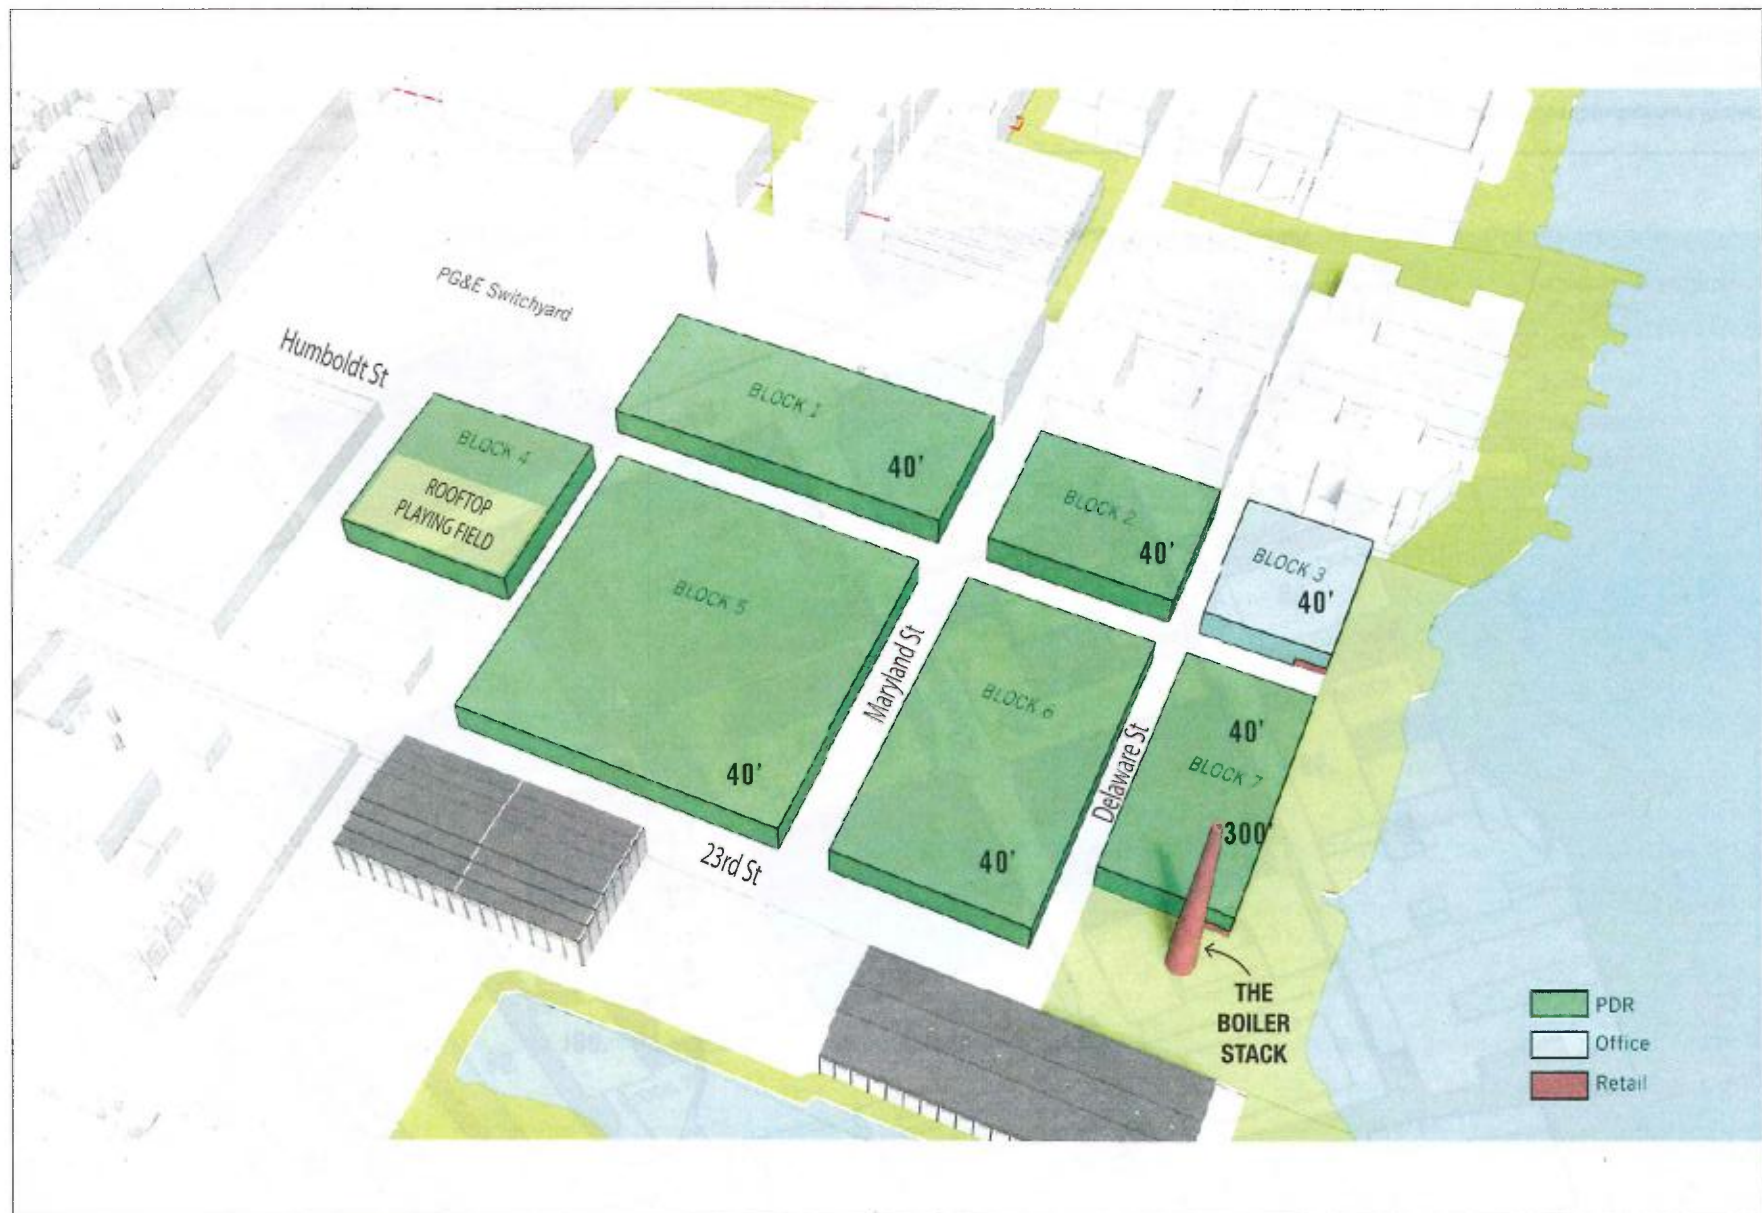 PG&E Switchyard
Humboldt St
BLOCK 1
40'
BLOCK 4
ROOFTOP
PLAYING FIELD
BLOCK 2
40'
BLOCK 3
40'
BLOCK 5
40'
Maryland St
BLOCK 6
40'
Delaware St
40'
BLOCK 7
300'
23rd St
THE
BOILER
STACK
PDR
Office
Retail